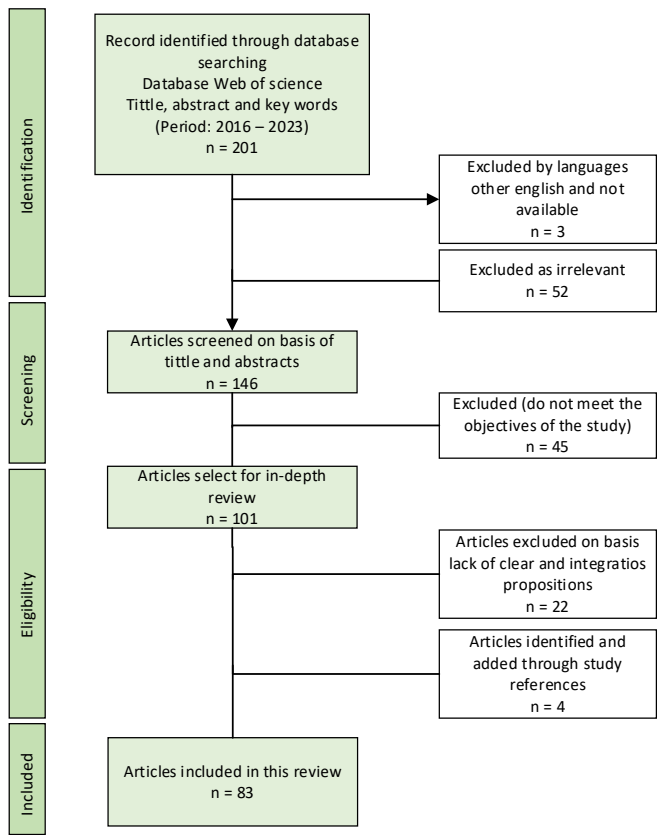 Identification
Record identified through database
searching
Database Web of science
Tittle, abstract and key words
(Period: 2016 – 2023)
n = 201
Excluded by languages
other english and not
available
n = 3
Excluded as irrelevant
n = 52
Screening
Articles screened on basis of
tittle and abstracts
n = 146
Excluded (do not meet the
objectives of the study)
n = 45
Eligibility
Articles select for in-depth
review
n = 101
Articles excluded on basis
lack of clear and integratios
propositions
n = 22
Articles identified and
added through study
references
n = 4
Included
Articles included in this review
n = 83